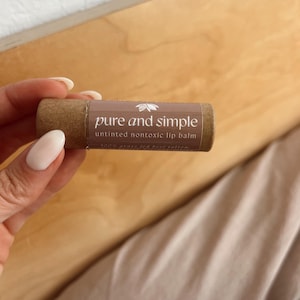 pure and simple
untinted nontoxic lip balm